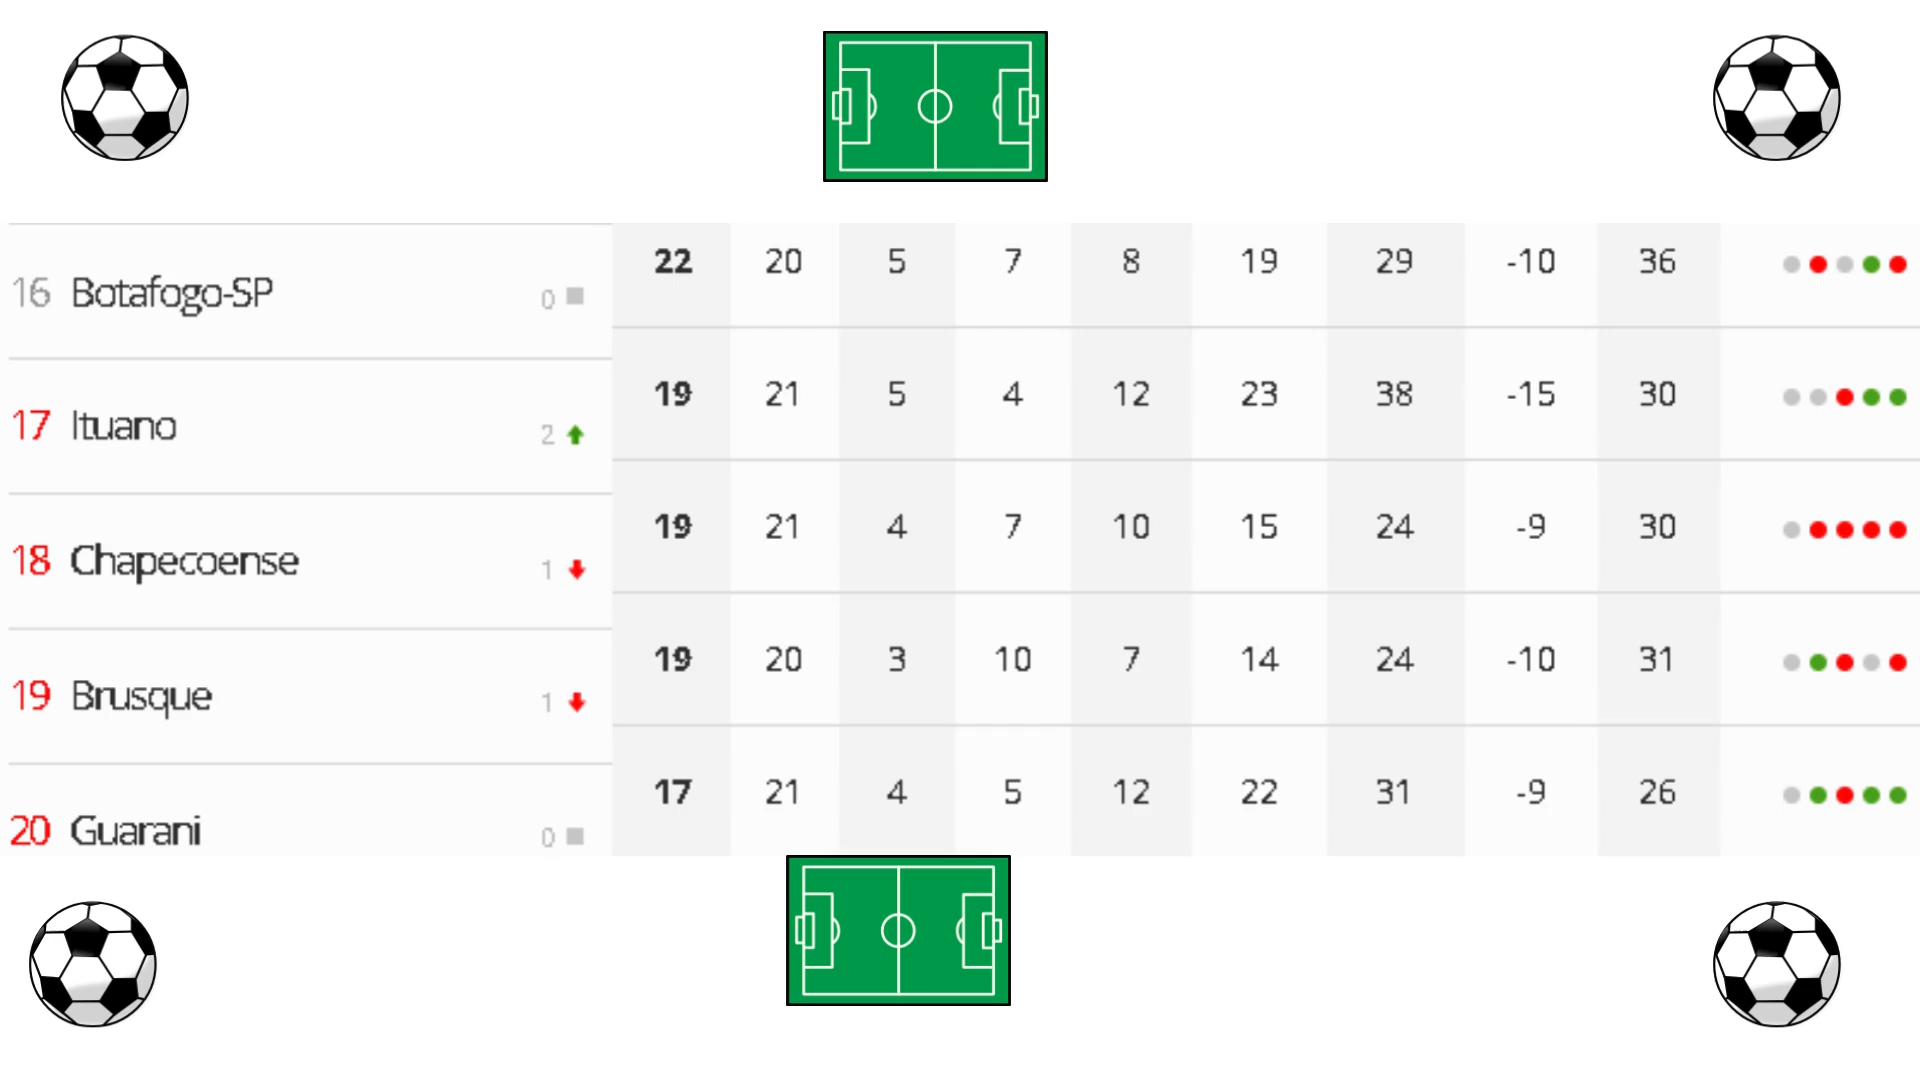 16 Botafogo-SP 0 22 20 5 7 8 19 29 -10 36
17 Ituano 2 19 21 5 4 12 23 38 -15 30
18 Chapecoense 1 19 21 4 7 10 15 24 -9 30
19 Brusque 1 19 20 3 10 7 14 24 -10 31
20 Guarani 0 17 21 4 5 12 22 31 -9 26